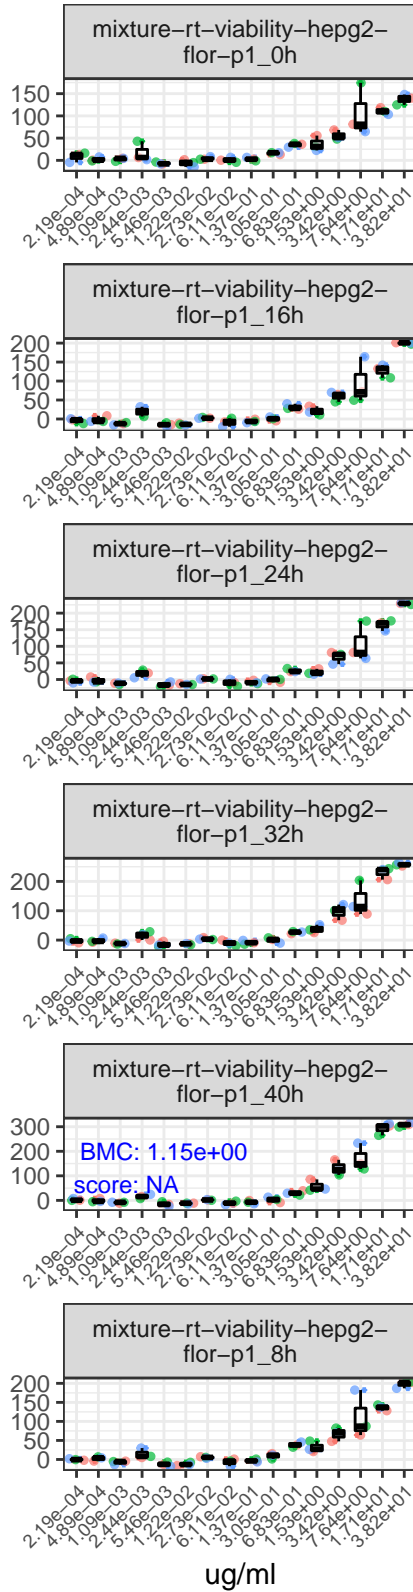 mixture−rt−viability−hepg2−
flor−p1_0h
150
100
50
0
2.19e−04
4.89e−04
1.09e−03
2.44e−03
5.46e−03
1.22e−02
2.73e−02
6.11e−02
1.37e−01
3.05e−01
6.83e−01
1.53e+00
3.42e+00
7.64e+00
1.71e+01
3.82e+01
mixture−rt−viability−hepg2−
flor−p1_16h
200
150
100
50
0
2.19e−04
4.89e−04
1.09e−03
2.44e−03
5.46e−03
1.22e−02
2.73e−02
6.11e−02
1.37e−01
3.05e−01
6.83e−01
1.53e+00
3.42e+00
7.64e+00
1.71e+01
3.82e+01
mixture−rt−viability−hepg2−
flor−p1_24h
200
150
100
50
0
2.19e−04
4.89e−04
1.09e−03
2.44e−03
5.46e−03
1.22e−02
2.73e−02
6.11e−02
1.37e−01
3.05e−01
6.83e−01
1.53e+00
3.42e+00
7.64e+00
1.71e+01
3.82e+01
mixture−rt−viability−hepg2−
flor−p1_32h
200
100
0
2.19e−04
4.89e−04
1.09e−03
2.44e−03
5.46e−03
1.22e−02
2.73e−02
6.11e−02
1.37e−01
3.05e−01
6.83e−01
1.53e+00
3.42e+00
7.64e+00
1.71e+01
3.82e+01
mixture−rt−viability−hepg2−
flor−p1_40h
300
200
100
0
BMC: 1.15e+00
score: NA
2.19e−04
4.89e−04
1.09e−03
2.44e−03
5.46e−03
1.22e−02
2.73e−02
6.11e−02
1.37e−01
3.05e−01
6.83e−01
1.53e+00
3.42e+00
7.64e+00
1.71e+01
3.82e+01
mixture−rt−viability−hepg2−
flor−p1_8h
200
150
100
50
0
2.19e−04
4.89e−04
1.09e−03
2.44e−03
5.46e−03
1.22e−02
2.73e−02
6.11e−02
1.37e−01
3.05e−01
6.83e−01
1.53e+00
3.42e+00
7.64e+00
1.71e+01
3.82e+01
ug/ml